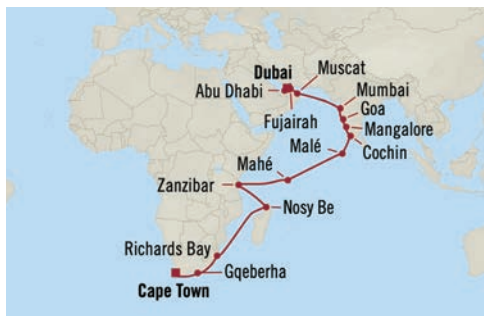 Dubai
Muscat
Abu Dhabi
Mumbai
Goa
Fujairah
Mangalore
Malé
Cochin
Mahé
Zanzibar
Nosy Be
Richards Bay
Gqeberha
Cape Town